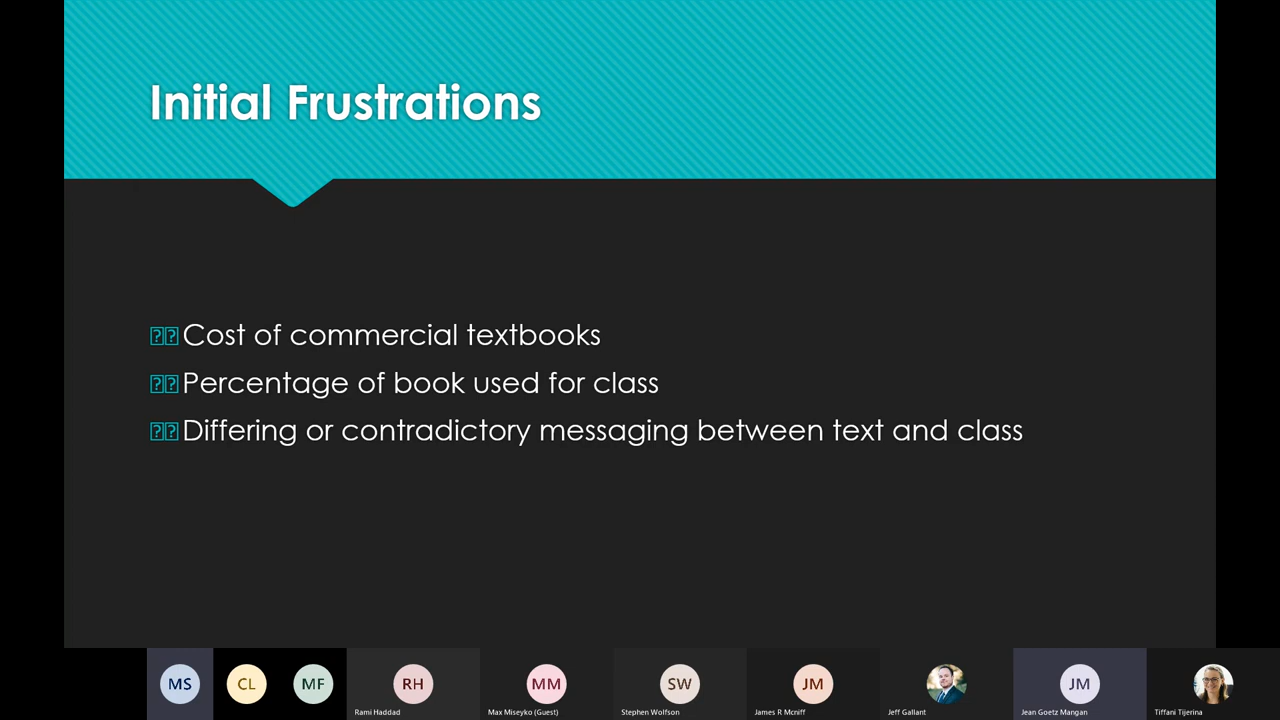 Initial Frustrations
Cost of commercial textbooks
Percentage of book used for class
Differing or contradictory messaging between text and class
MS
CL
MF
RH
MM
SW
JM
JM
Rami Haddad
Max Miseyko (Guest)
Stephen Wolfson
James R Mcniff
Jeff Gallant
Jean Goetz Mangan
Tiffani Tijerina